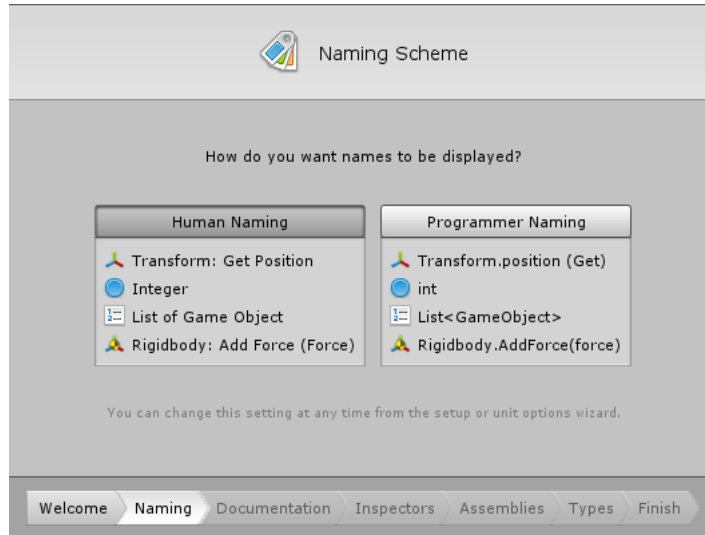 Naming Scheme
How do you want names to be displayed?
Human Naming
Transform: Get Position
Integer
List of Game Object
Rigidbody: Add Force (Force)
Programmer Naming
Transform.position (Get)
int
List<GameObject>
Rigidbody.AddForce(force)
You can change this setting at any time from the setup or unit options wizard.
Welcome Naming Documentation Inspectors Assemblies Types Finish